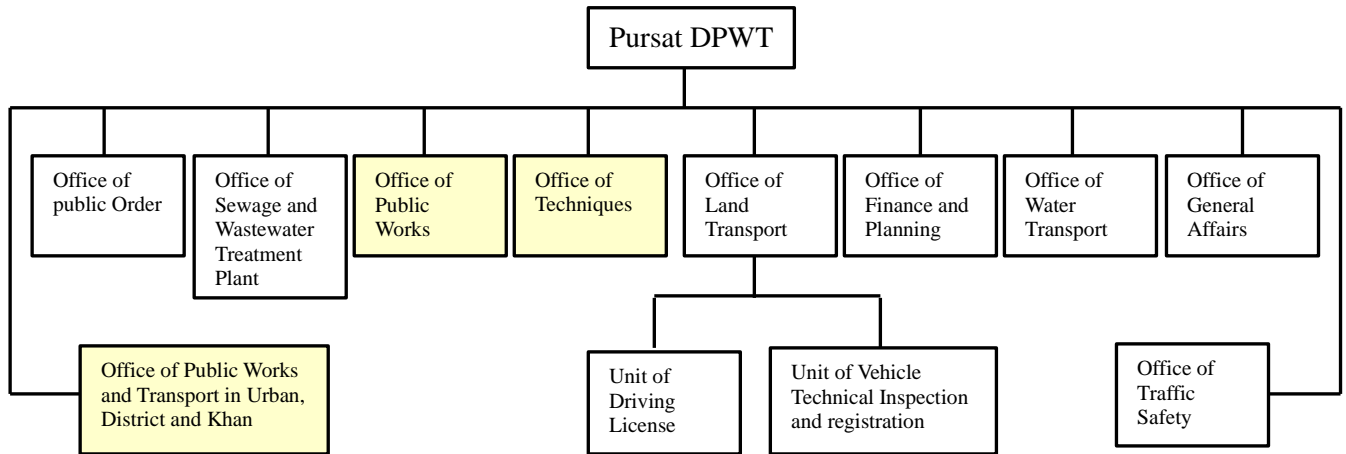 Pursat DPWT
Office of
public Order
Office of
Sewage and
Wastewater
Treatment
Plant
Office of
Public
Works
Office of
Techniques
Office of
Land
Transport
Office of
Finance and
Planning
Office of
Water
Transport
Office of
General
Affairs
Office of Public Works
and Transport in Urban,
District and Khan
Unit of
Driving
License
Unit of Vehicle
Technical Inspection
and registration
Office of
Traffic
Safety